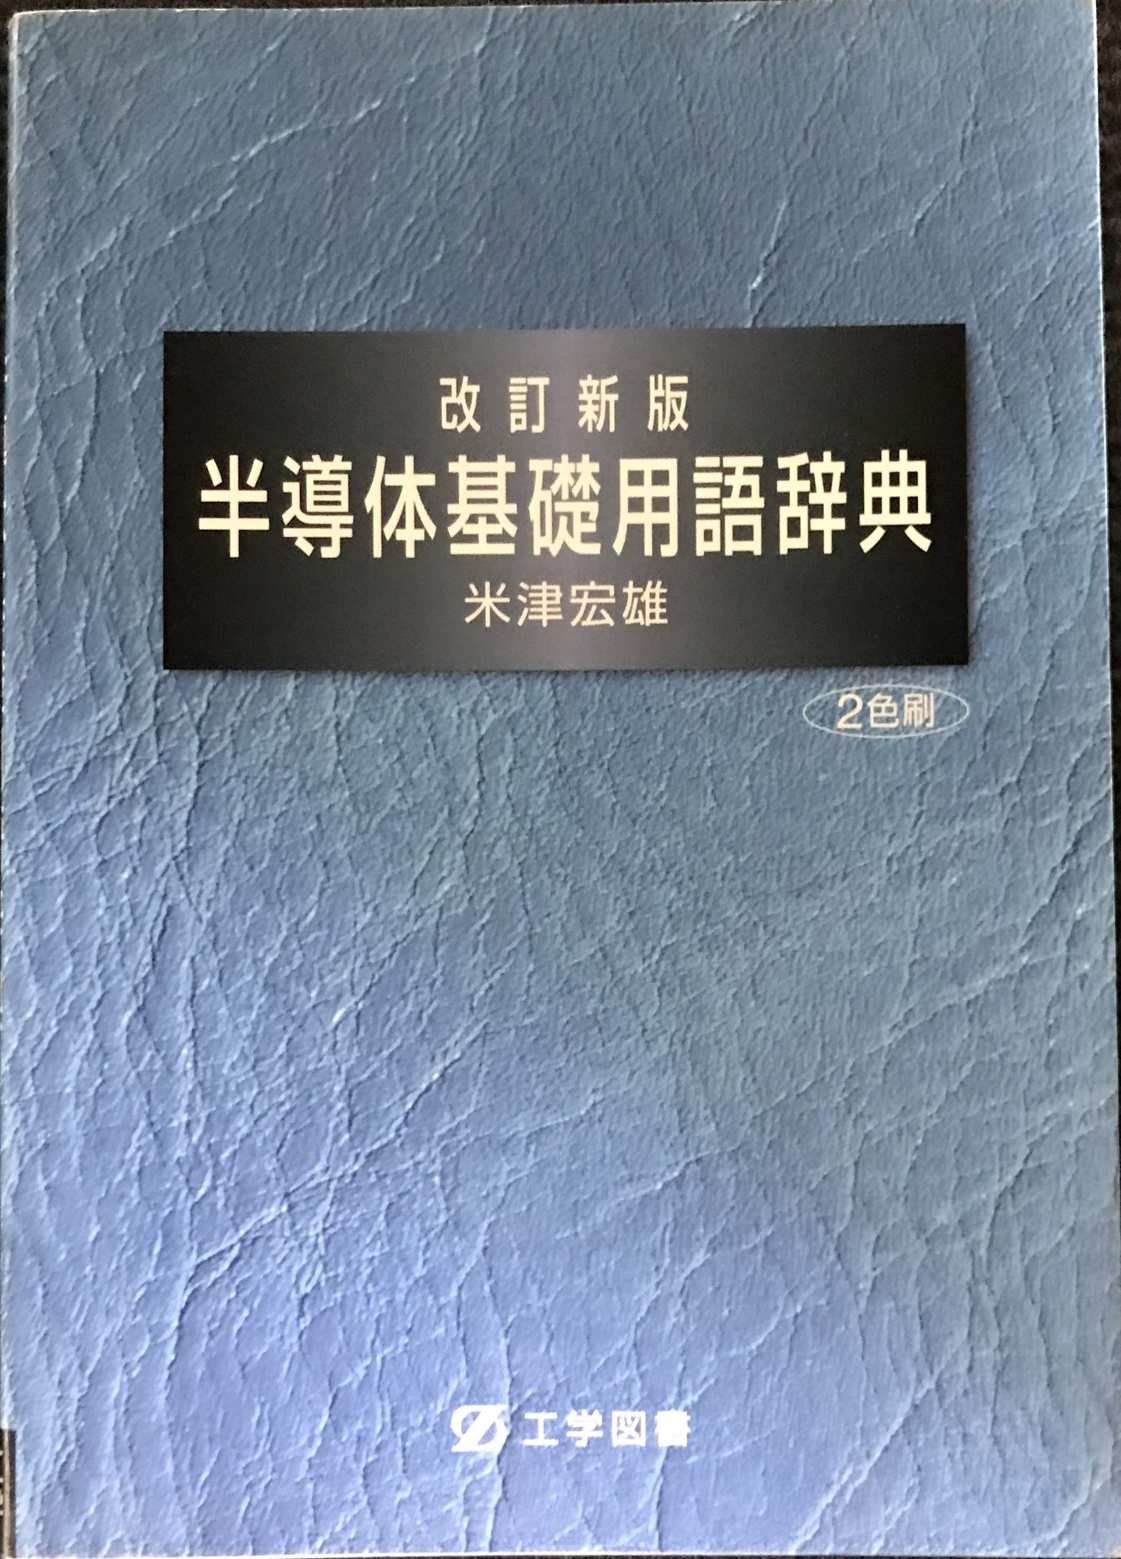 改訂新版
半導体基礎用語辞典
米津宏雄
2色刷
工学図書